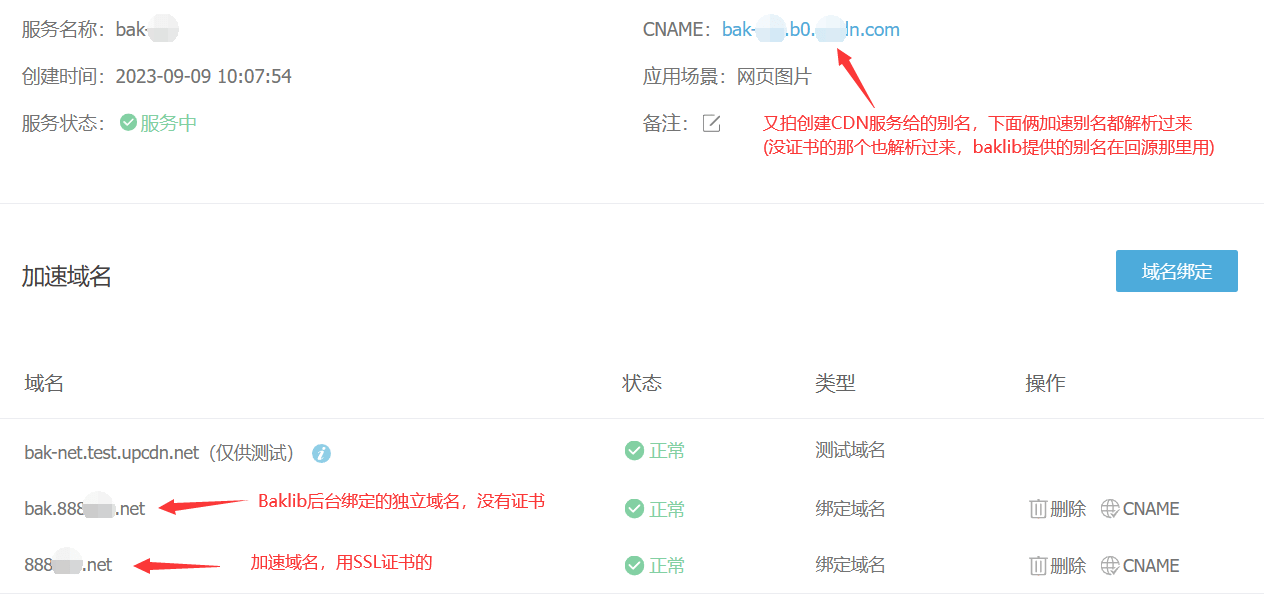 服务名称：bak-
CNAME：bak- .b0. dn.com
创建时间：2023-09-09 10:07:54
应用场景：网页图片
服务状态：服务中
备注：
又拍创建CDN服务给的别名，下面俩加速别名都解析过来
(没证书的那个也解析过来，baklib提供的别名在回源那里用)
加速域名
域名绑定
域名 状态 类型 操作
bak-net.test.upcdn.net（仅供测试） 正常 测试域名
bak.888 .net Baklib后台绑定的独立域名，没有证书 正常 绑定域名 删除 CNAME
888 .net 加速域名，用SSL证书的 正常 绑定域名 删除 CNAME